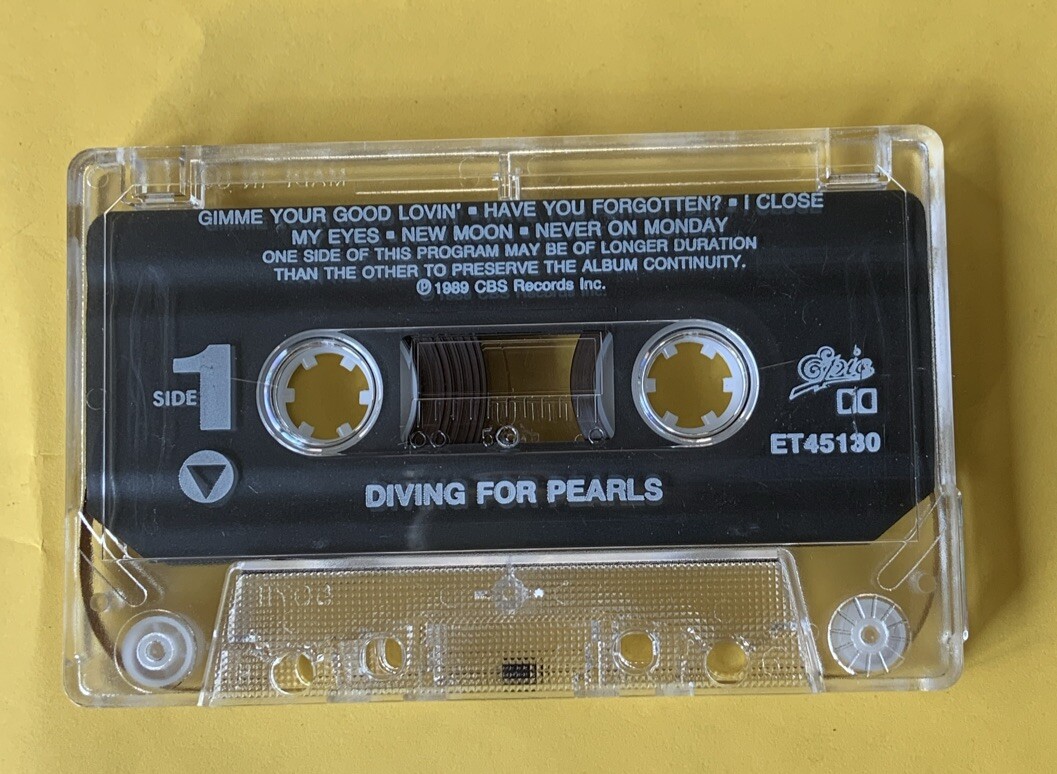 GIMME YOUR GOOD LOVIN' ▪ HAVE YOU FORGOTTEN? ▪ I CLOSE
MY EYES ▪ NEW MOON ▪ NEVER ON MONDAY
ONE SIDE OF THIS PROGRAM MAY BE OF LONGER DURATION
THAN THE OTHER TO PRESERVE THE ALBUM CONTINUITY.
℗ 1989 CBS Records Inc.
SIDE 1
Epic
ET45130
DIVING FOR PEARLS